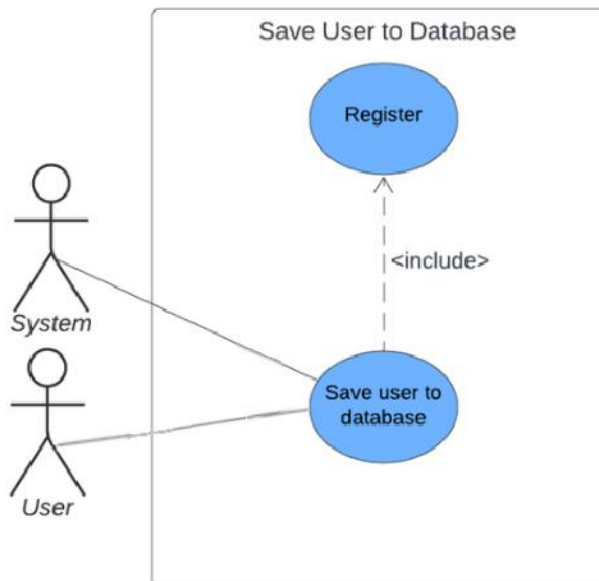 Save User to Database
Register
<include>
System
Save user to
database
User